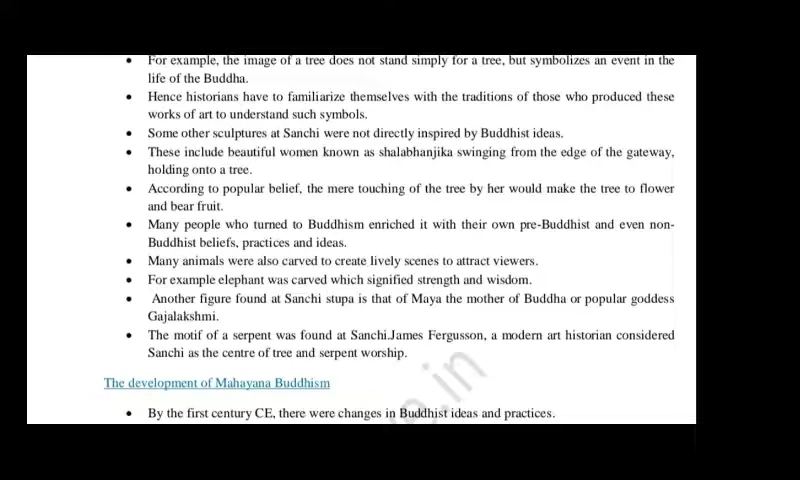 • For example, the image of a tree does not stand simply for a tree, but symbolizes an event in the
life of the Buddha.
• Hence historians have to familiarize themselves with the traditions of those who produced these
works of art to understand such symbols.
• Some other sculptures at Sanchi were not directly inspired by Buddhist ideas.
• These include beautiful women known as shalabhanjika swinging from the edge of the gateway,
holding onto a tree.
• According to popular belief, the mere touching of the tree by her would make the tree to flower
and bear fruit.
• Many people who turned to Buddhism enriched it with their own pre-Buddhist and even non-
Buddhist beliefs, practices and ideas.
• Many animals were also carved to create lively scenes to attract viewers.
• For example elephant was carved which signified strength and wisdom.
• Another figure found at Sanchi stupa is that of Maya the mother of Buddha or popular goddess
Gajalakshmi.
• The motif of a serpent was found at Sanchi.James Fergusson, a modern art historian considered
Sanchi as the centre of tree and serpent worship.
The development of Mahayana Buddhism
• By the first century CE, there were changes in Buddhist ideas and practices.